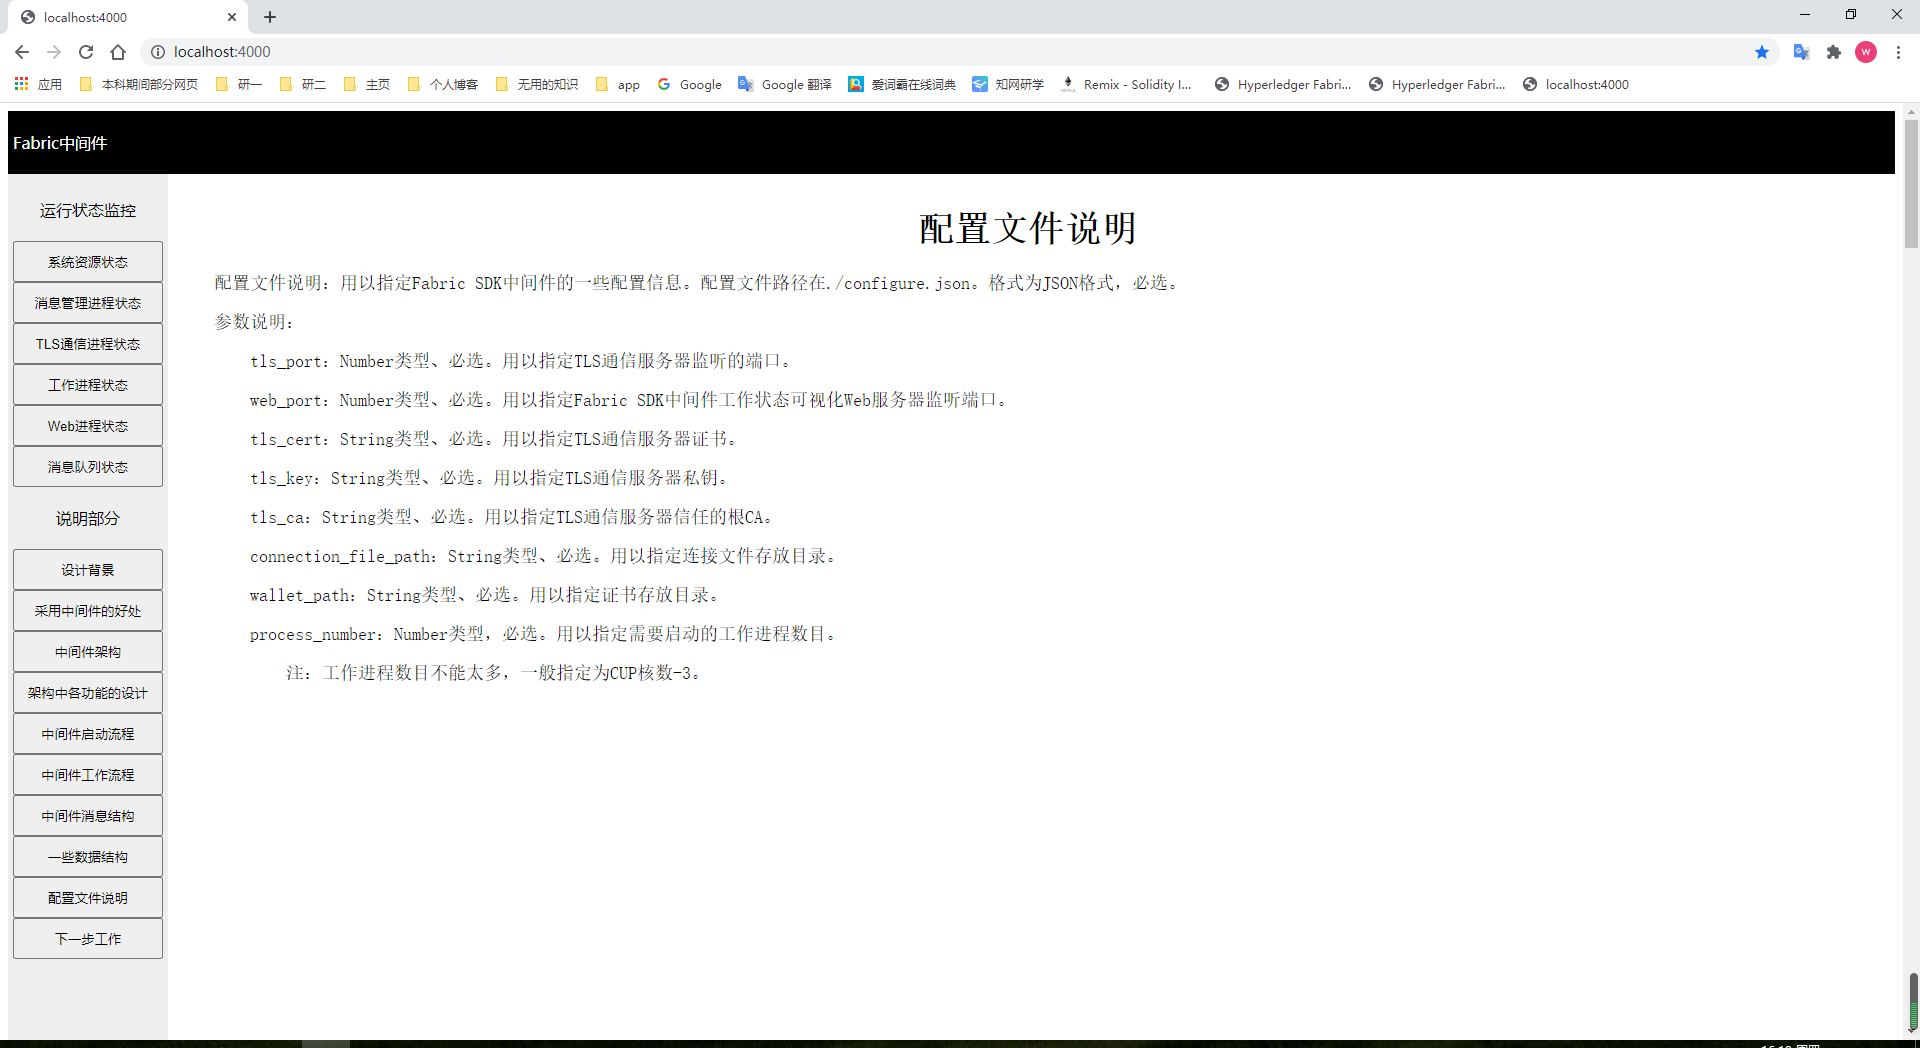 localhost:4000
localhost:4000
W
应用
本科期间部分网页
研一
研二
主页
个人博客
无用的知识
app
Google
Google 翻译
爱词霸在线词典
知网研学
Remix - Solidity I...
Hyperledger Fabri...
Hyperledger Fabri...
localhost:4000
Fabric中间件
运行状态监控
系统资源状态
消息管理进程状态
TLS通信进程状态
工作进程状态
Web进程状态
消息队列状态
说明部分
设计背景
采用中间件的好处
中间件架构
架构中各功能的设计
中间件启动流程
中间件工作流程
中间件消息结构
一些数据结构
配置文件说明
下一步工作
配置文件说明
配置文件说明：用以指定Fabric SDK中间件的一些配置信息。配置文件路径在./configure.json。格式为JSON格式，必选。
参数说明：
tls_port：Number类型、必选。用以指定TLS通信服务器监听的端口。
web_port：Number类型、必选。用以指定Fabric SDK中间件工作状态可视化Web服务器监听端口。
tls_cert：String类型、必选。用以指定TLS通信服务器证书。
tls_key：String类型、必选。用以指定TLS通信服务器私钥。
tls_ca：String类型、必选。用以指定TLS通信服务器信任的根CA。
connection_file_path：String类型、必选。用以指定连接文件存放目录。
wallet_path：String类型、必选。用以指定证书存放目录。
process_number：Number类型，必选。用以指定需要启动的工作进程数目。
注：工作进程数目不能太多，一般指定为CUP核数-3。